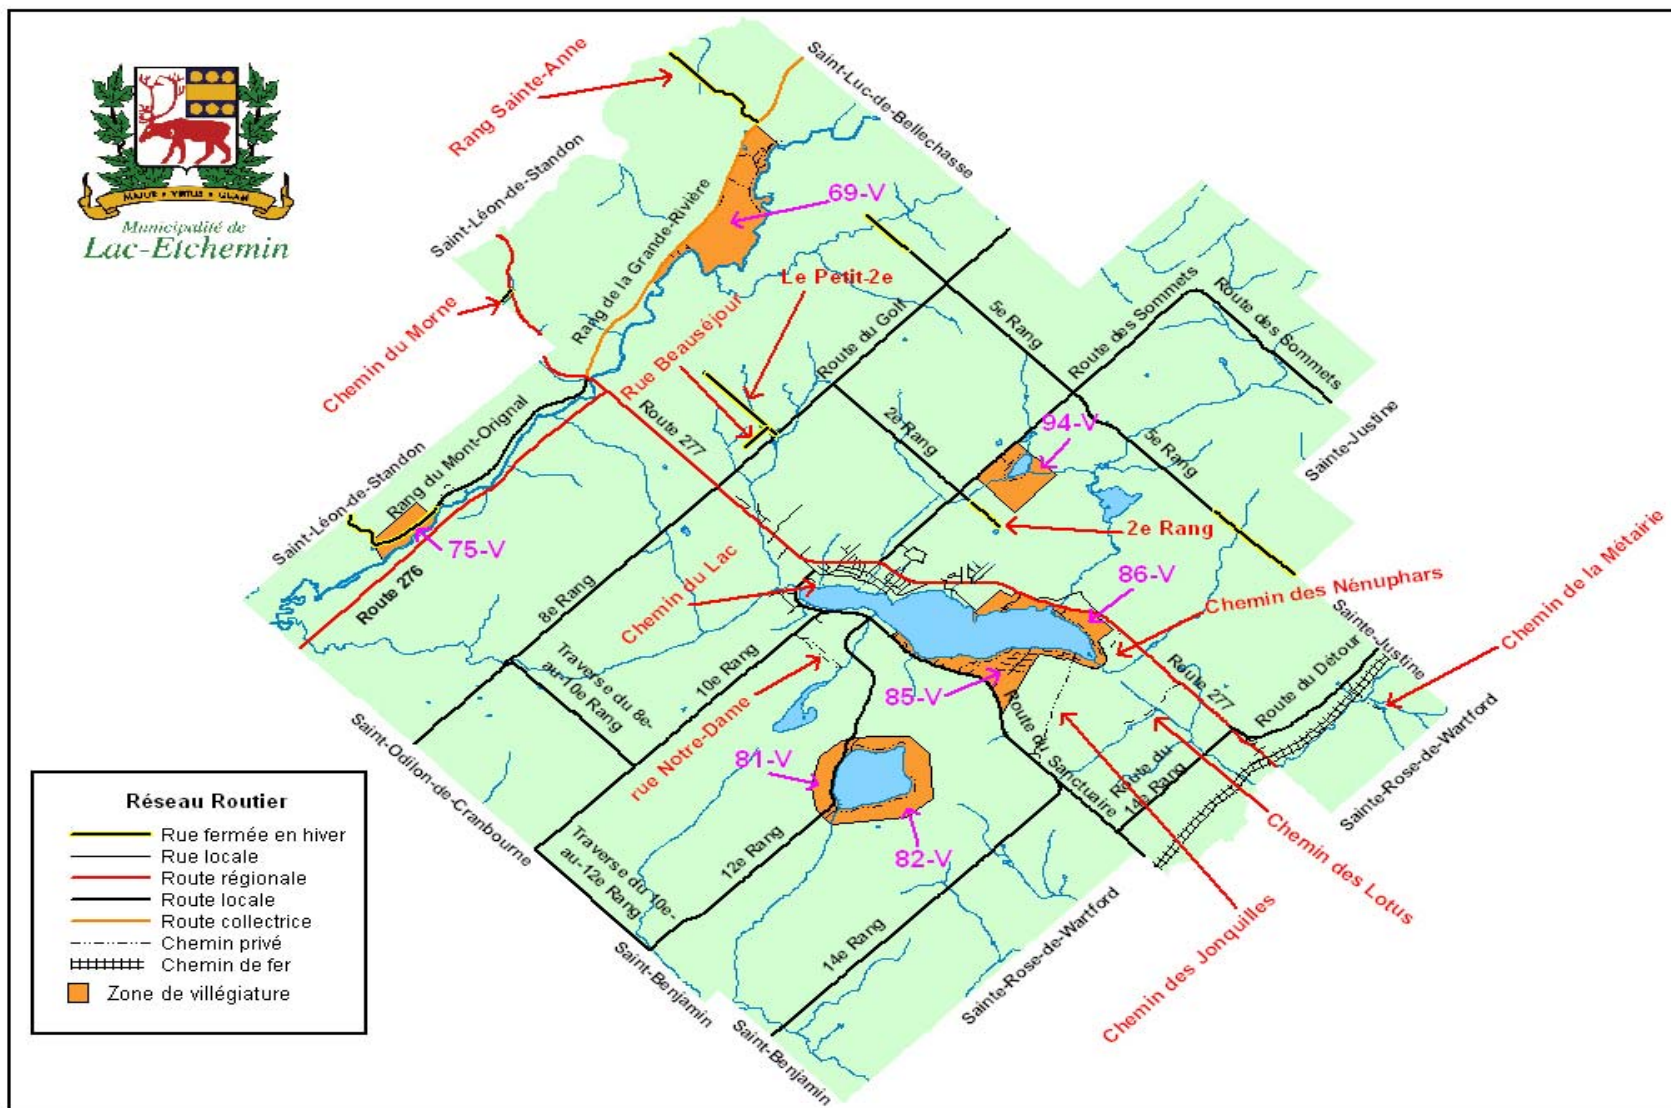 MAJOR • VIRTUS • QUAM
Municipalité de
Lac-Etchemin
Rang Sainte-Anne
Saint-Luc-de-Bellechasse
Saint-Léon-de-Standon
69-V
Rang de la Grande-Rivière
Le Petit-2e
Chemin du Morne
Rue Beauséjour
Route du Golf
5e Rang
Route des Sommets
Route des Sommets
Route 277
2e Rang
94-V
5e Rang
Sainte-Justine
Saint-Léon-de-Standon
Rang du Mont-Orignal
75-V
Route 276
2e Rang
Chemin du Lac
86-V
Chemin des Nénuphars
Chemin de la Métairie
8e Rang
Traverse du 8e-
au-10e Rang
10e Rang
rue Notre-Dame
85-V
Route du Sanctuaire
Route 277
Route du Détour
Sainte-Justine
Route du
14e Rang
Sainte-Rose-de-Wartford
Saint-Odilon-de-Cranbourne
81-V
82-V
12e Rang
Traverse du 10e-
au-12e Rang
14e Rang
Chemin des Lotus
Chemin des Jonquilles
Sainte-Rose-de-Wartford
Saint-Benjamin
Saint-Benjamin
Réseau Routier
Rue fermée en hiver
Rue locale
Route régionale
Route locale
Route collectrice
Chemin privé
Chemin de fer
Zone de villégiature